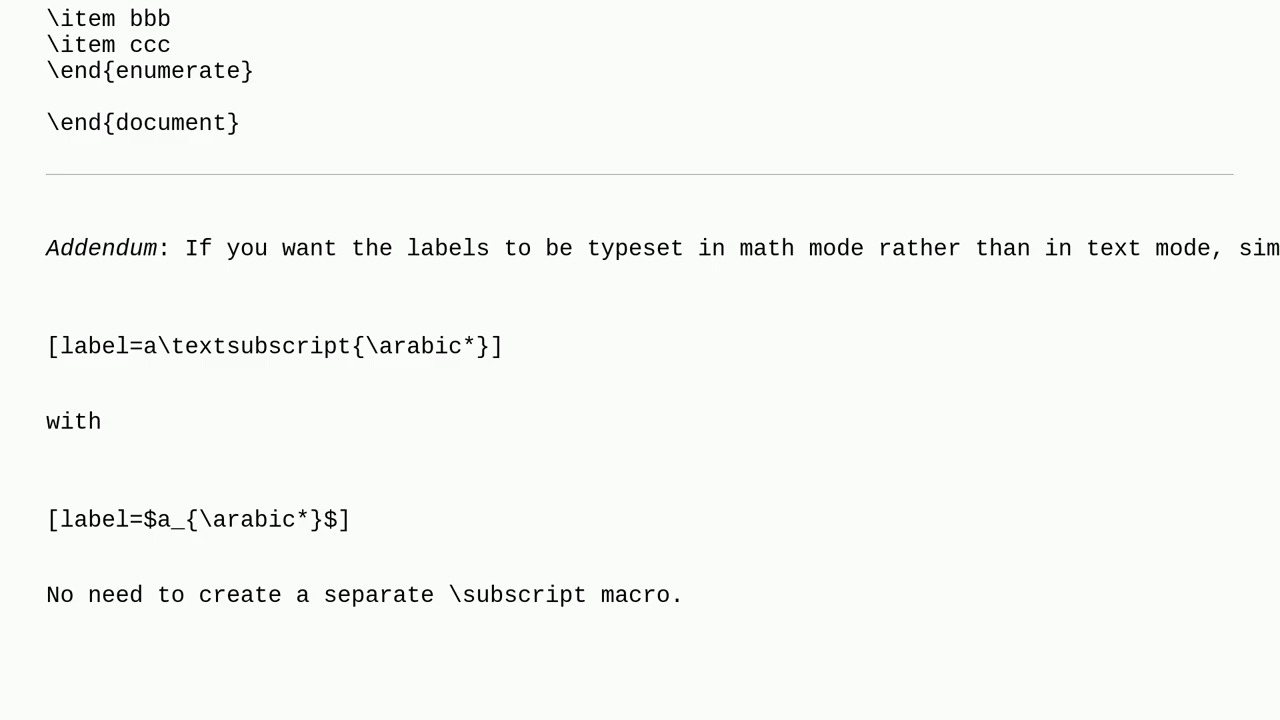 \item bbb
\item ccc
\end{enumerate}
\end{document}
Addendum: If you want the labels to be typeset in math mode rather than in text mode, sim
[label=a\textsubscript{\arabic*}]
with
[label=$a_{\arabic*}$]
No need to create a separate \subscript macro.